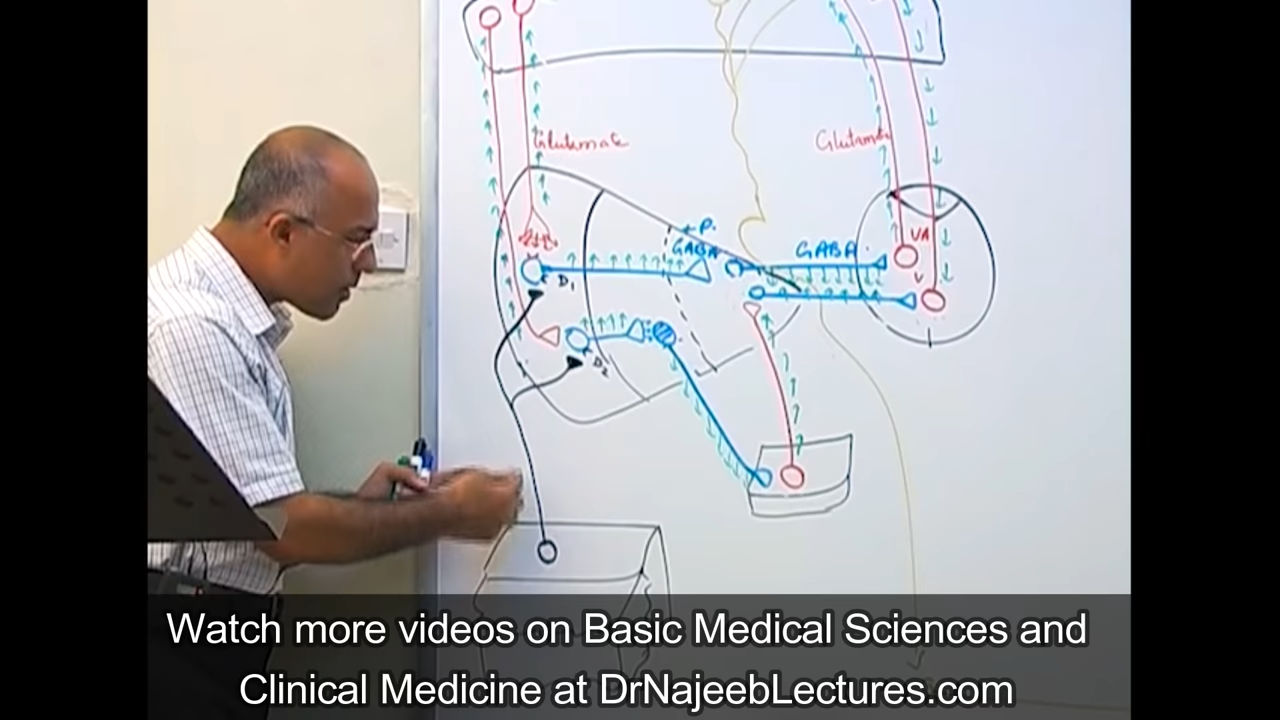 Glutamate
Glutama
+ P.
GABA
GABA
VA
V
D1
D2
Watch more videos on Basic Medical Sciences and
Clinical Medicine at DrNajeebLectures.com